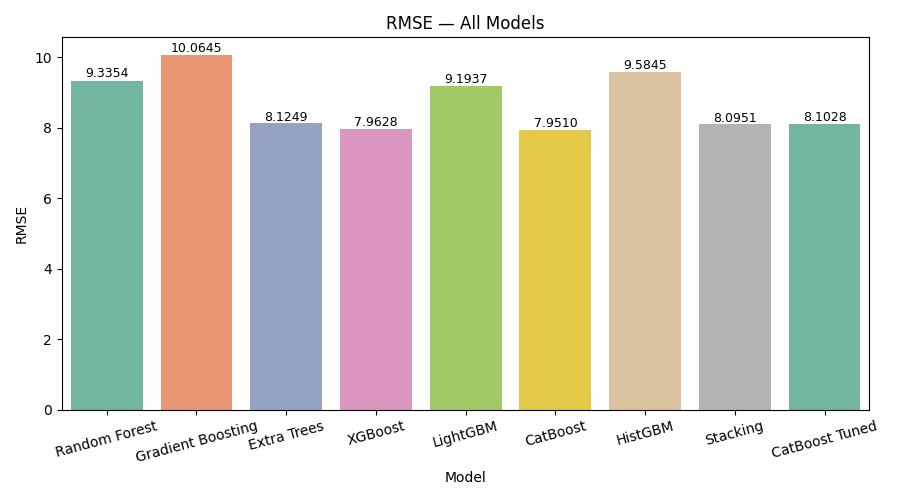 RMSE — All Models
RMSE
10
8
6
4
2
0
9.3354
10.0645
8.1249
7.9628
9.1937
7.9510
9.5845
8.0951
8.1028
Random Forest
Gradient Boosting
Extra Trees
XGBoost
LightGBM
CatBoost
HistGBM
Stacking
CatBoost Tuned
Model